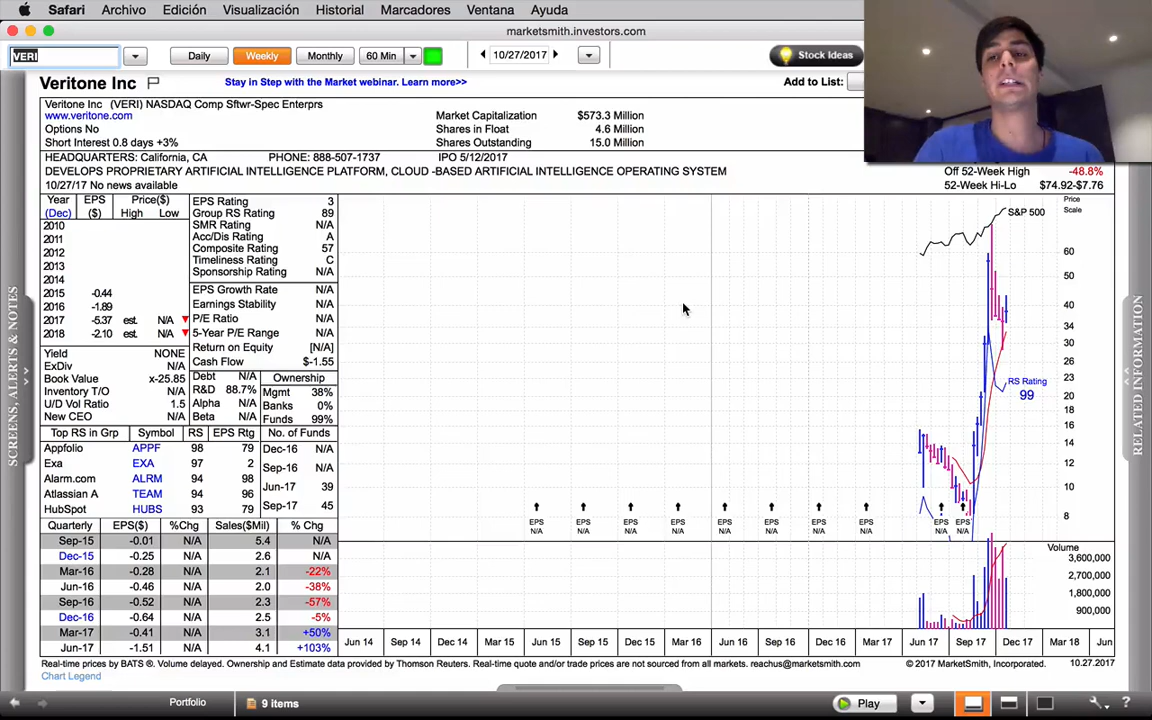 Safari Archivo Edición Visualización Historial Marcadores Ventana Ayuda
marketsmith.investors.com
VERI Daily Weekly Monthly 60 Min 10/27/2017 Stock Ideas
Veritone Inc Stay in Step with the Market webinar. Learn more>> Add to List:
Veritone Inc (VERI) NASDAQ Comp Sftwr-Spec Enterprs
www.veritone.com
Options No
Short Interest 0.8 days +3%
Market Capitalization $573.3 Million
Shares in Float 4.6 Million
Shares Outstanding 15.0 Million
HEADQUARTERS: California, CA PHONE: 888-507-1737 IPO 5/12/2017
DEVELOPS PROPRIETARY ARTIFICIAL INTELLIGENCE PLATFORM, CLOUD -BASED ARTIFICIAL INTELLIGENCE OPERATING SYSTEM
10/27/17 No news available
Off 52-Week High -48.8%
52-Week Hi-Lo $74.92-$7.76
Year EPS Price($)
(Dec) ($) High Low
2010
2011
2012
2013
2014
2015 -0.44
2016 -1.89
2017 -5.37 est. N/A
2018 -2.10 est. N/A
Yield NONE
ExDiv N/A
Book Value x-25.85
Inventory T/O N/A
U/D Vol Ratio 1.5
New CEO N/A
EPS Rating 3
Group RS Rating 89
SMR Rating N/A
Acc/Dis Rating A
Composite Rating 57
Timeliness Rating C
Sponsorship Rating N/A
EPS Growth Rate N/A
Earnings Stability N/A
P/E Ratio N/A
5-Year P/E Range N/A
Return on Equity [N/A]
Cash Flow $-1.55
Debt N/A
R&D 88.7%
Alpha N/A
Beta N/A
Ownership
Mgmt 38%
Banks 0%
Funds 99%
Top RS in Grp Symbol RS EPS Rtg
Appfolio APPF 98 79
Exa EXA 97 2
Alarm.com ALRM 94 98
Atlassian A TEAM 94 96
HubSpot HUBS 93 79
No. of Funds
Dec-16 N/A
Sep-16 N/A
Jun-17 39
Sep-17 45
Quarterly EPS($) %Chg Sales($Mil) % Chg
Sep-15 -0.01 N/A 5.4 N/A
Dec-15 -0.25 N/A 2.6 N/A
Mar-16 -0.28 N/A 2.1 -22%
Jun-16 -0.46 N/A 2.0 -38%
Sep-16 -0.52 N/A 2.3 -57%
Dec-16 -0.64 N/A 2.5 -5%
Mar-17 -0.41 N/A 3.1 +50%
Jun-17 -1.51 N/A 4.1 +103%
Price
Scale
S&P 500
60
50
40
34
30
26
23
20
18
16
14
12
10
8
RS Rating
99
EPS EPS EPS EPS EPS EPS EPS EPS EPS EPS
N/A N/A N/A N/A N/A N/A N/A N/A N/A N/A
Volume
3,600,000
2,700,000
1,800,000
900,000
Jun 14 Sep 14 Dec 14 Mar 15 Jun 15 Sep 15 Dec 15 Mar 16 Jun 16 Sep 16 Dec 16 Mar 17 Jun 17 Sep 17 Dec 17 Mar 18 Jun
Real-time prices by BATS ®. Volume delayed. Ownership and Estimate data provided by Thomson Reuters. Real-time quote and/or trade prices are not sourced from all markets. reachus@marketsmith.com © 2017 MarketSmith, Incorporated. 10.27.2017
Chart Legend
SCREENS, ALERTS & NOTES
RELATED INFORMATION
Portfolio 9 items Play ?